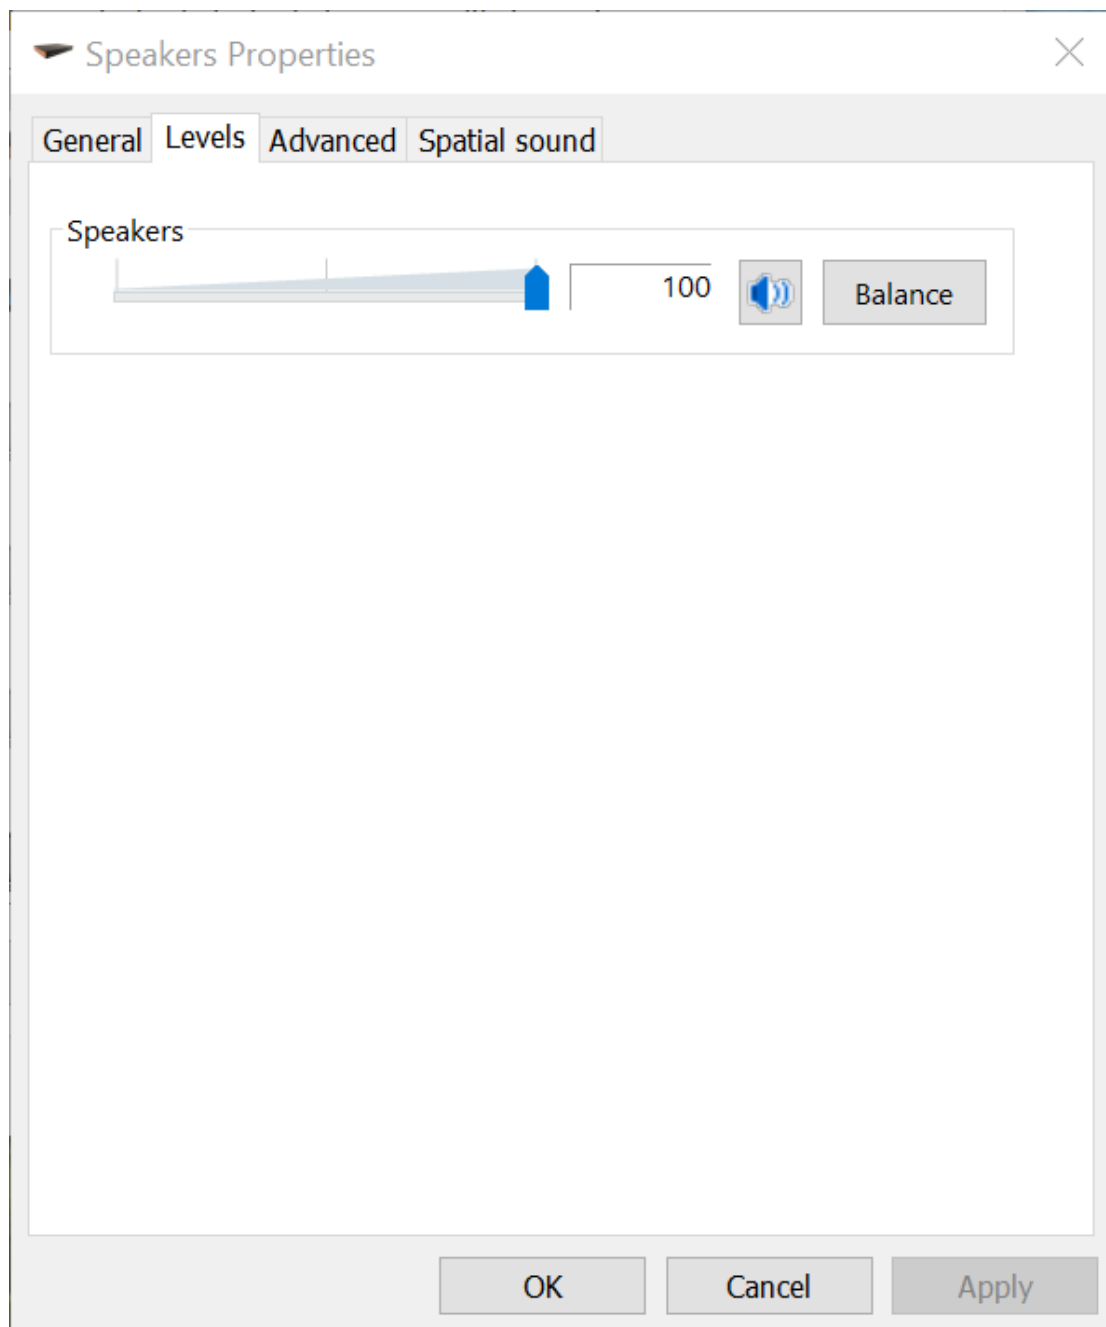 Speakers Properties
General Levels Advanced Spatial sound
Speakers
100 Balance
OK Cancel Apply